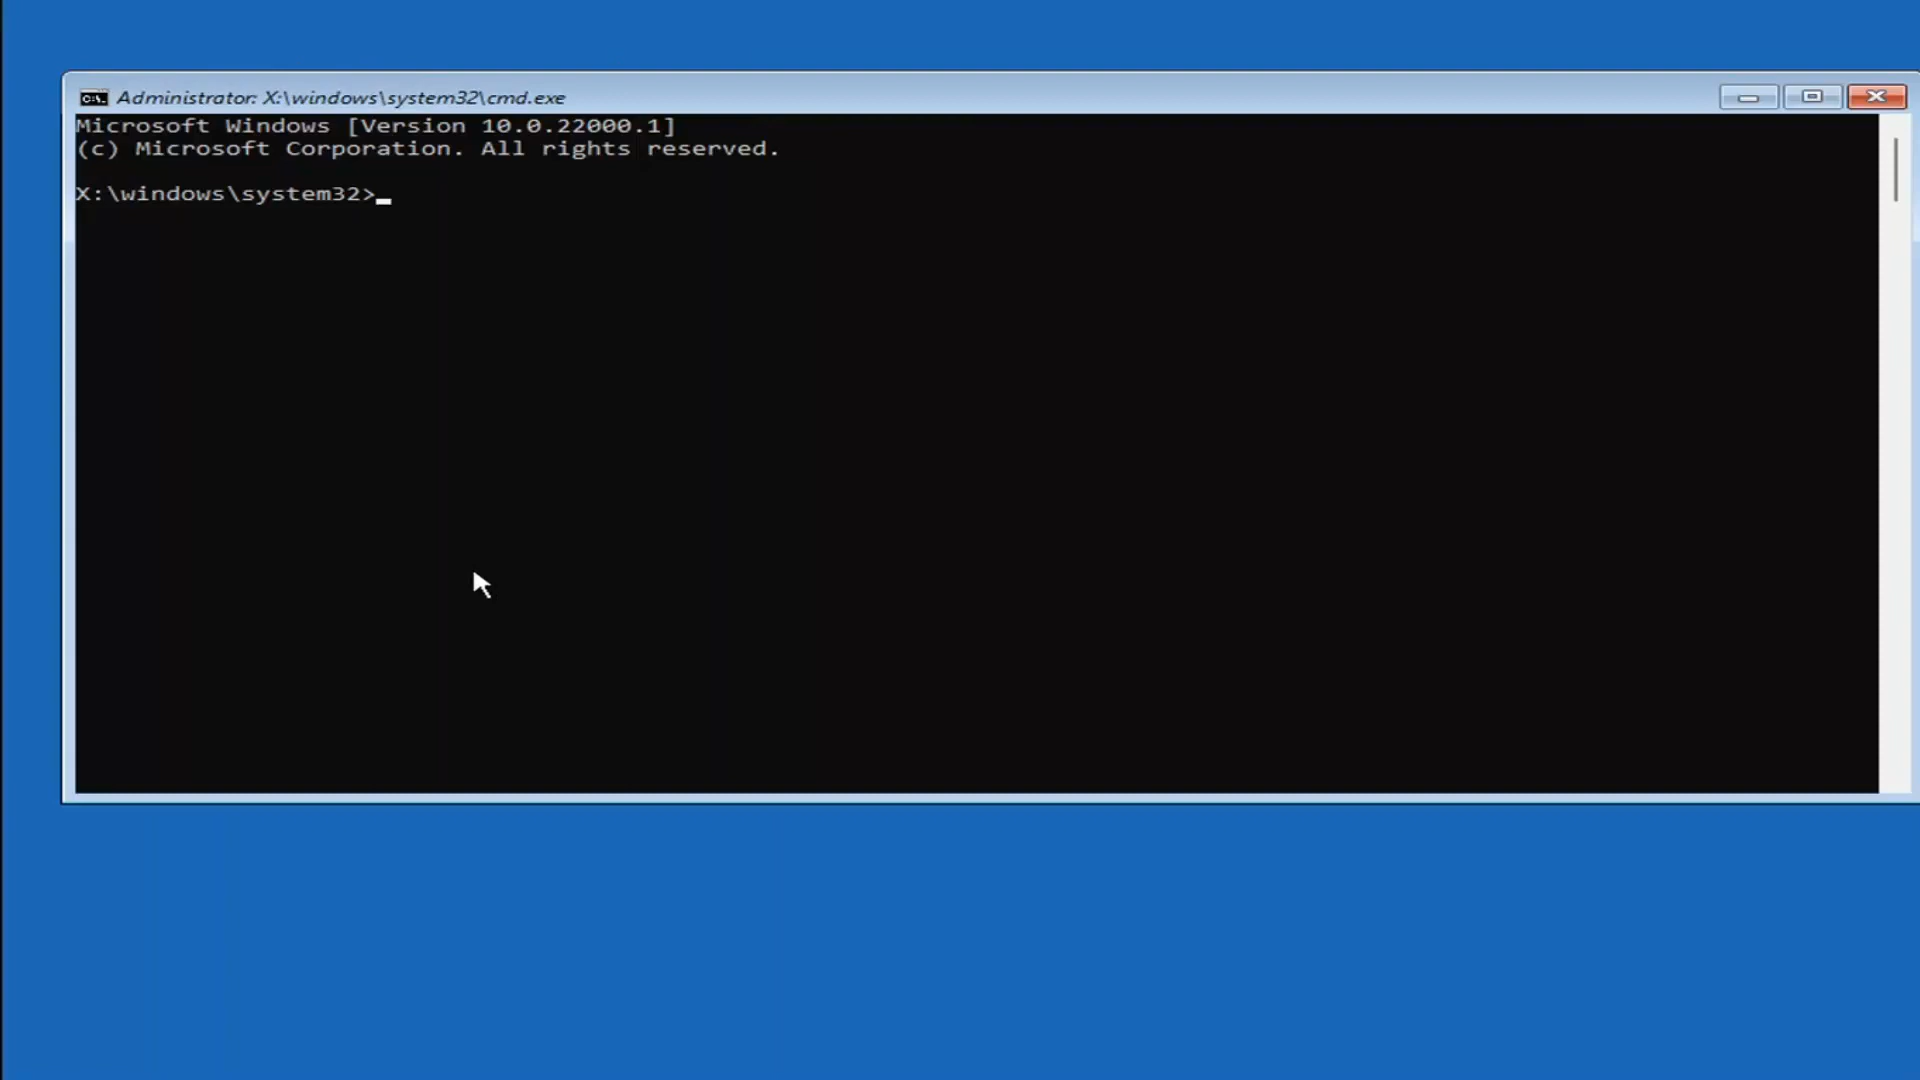 Administrator: X:\windows\system32\cmd.exe
Microsoft Windows [Version 10.0.22000.1]
(c) Microsoft Corporation. All rights reserved.
X:\windows\system32>